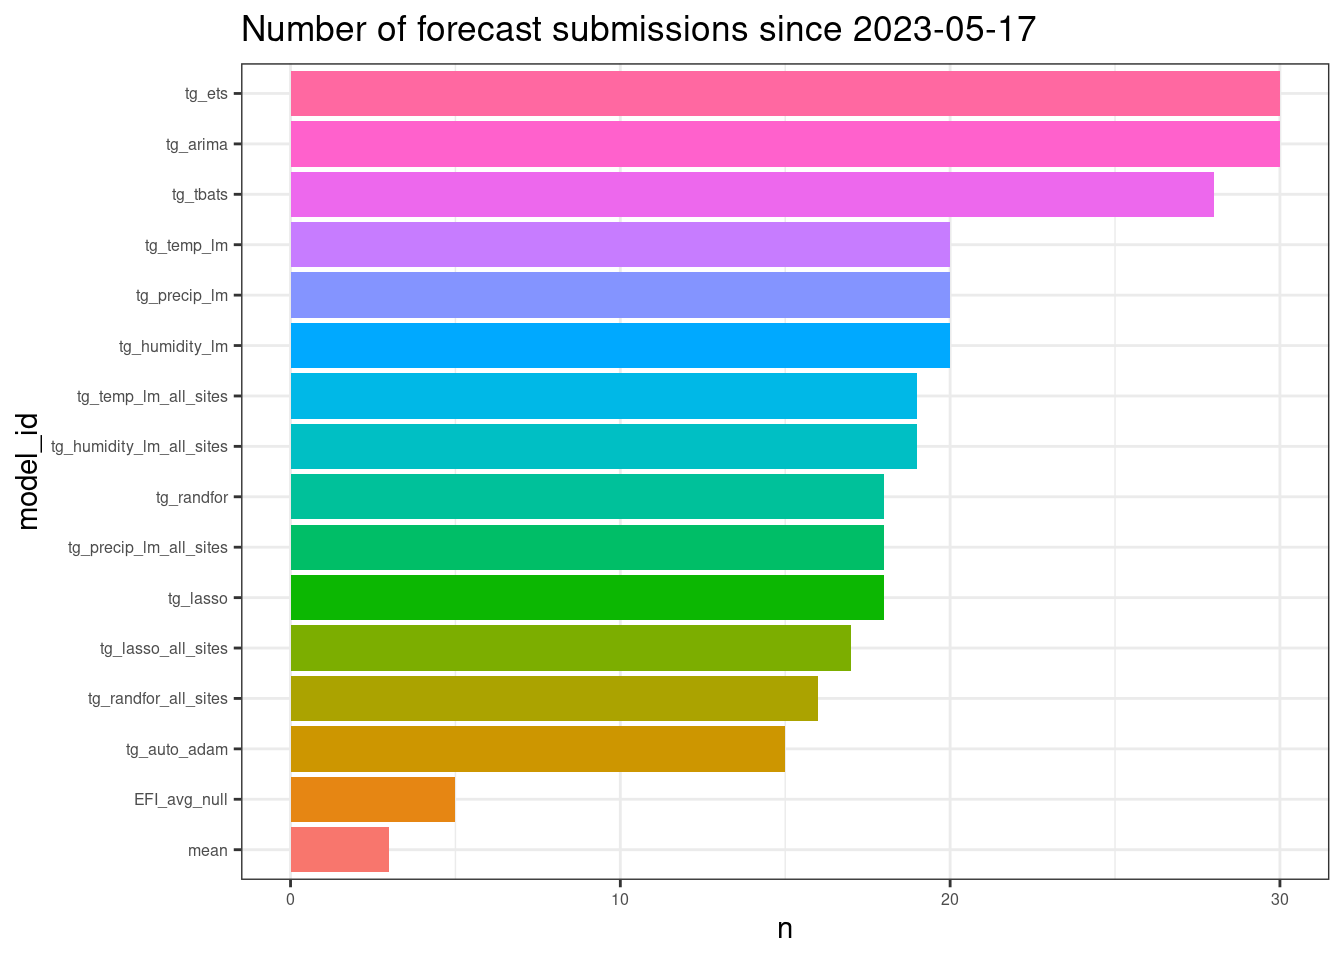 Number of forecast submissions since 2023-05-17
tg_ets
tg_arima
tg_tbats
tg_temp_lm
tg_precip_lm
tg_humidity_lm
tg_temp_lm_all_sites
tg_humidity_lm_all_sites
tg_randfor
tg_precip_lm_all_sites
tg_lasso
tg_lasso_all_sites
tg_randfor_all_sites
tg_auto_adam
EFI_avg_null
mean
model_id
0 10 20 30
n